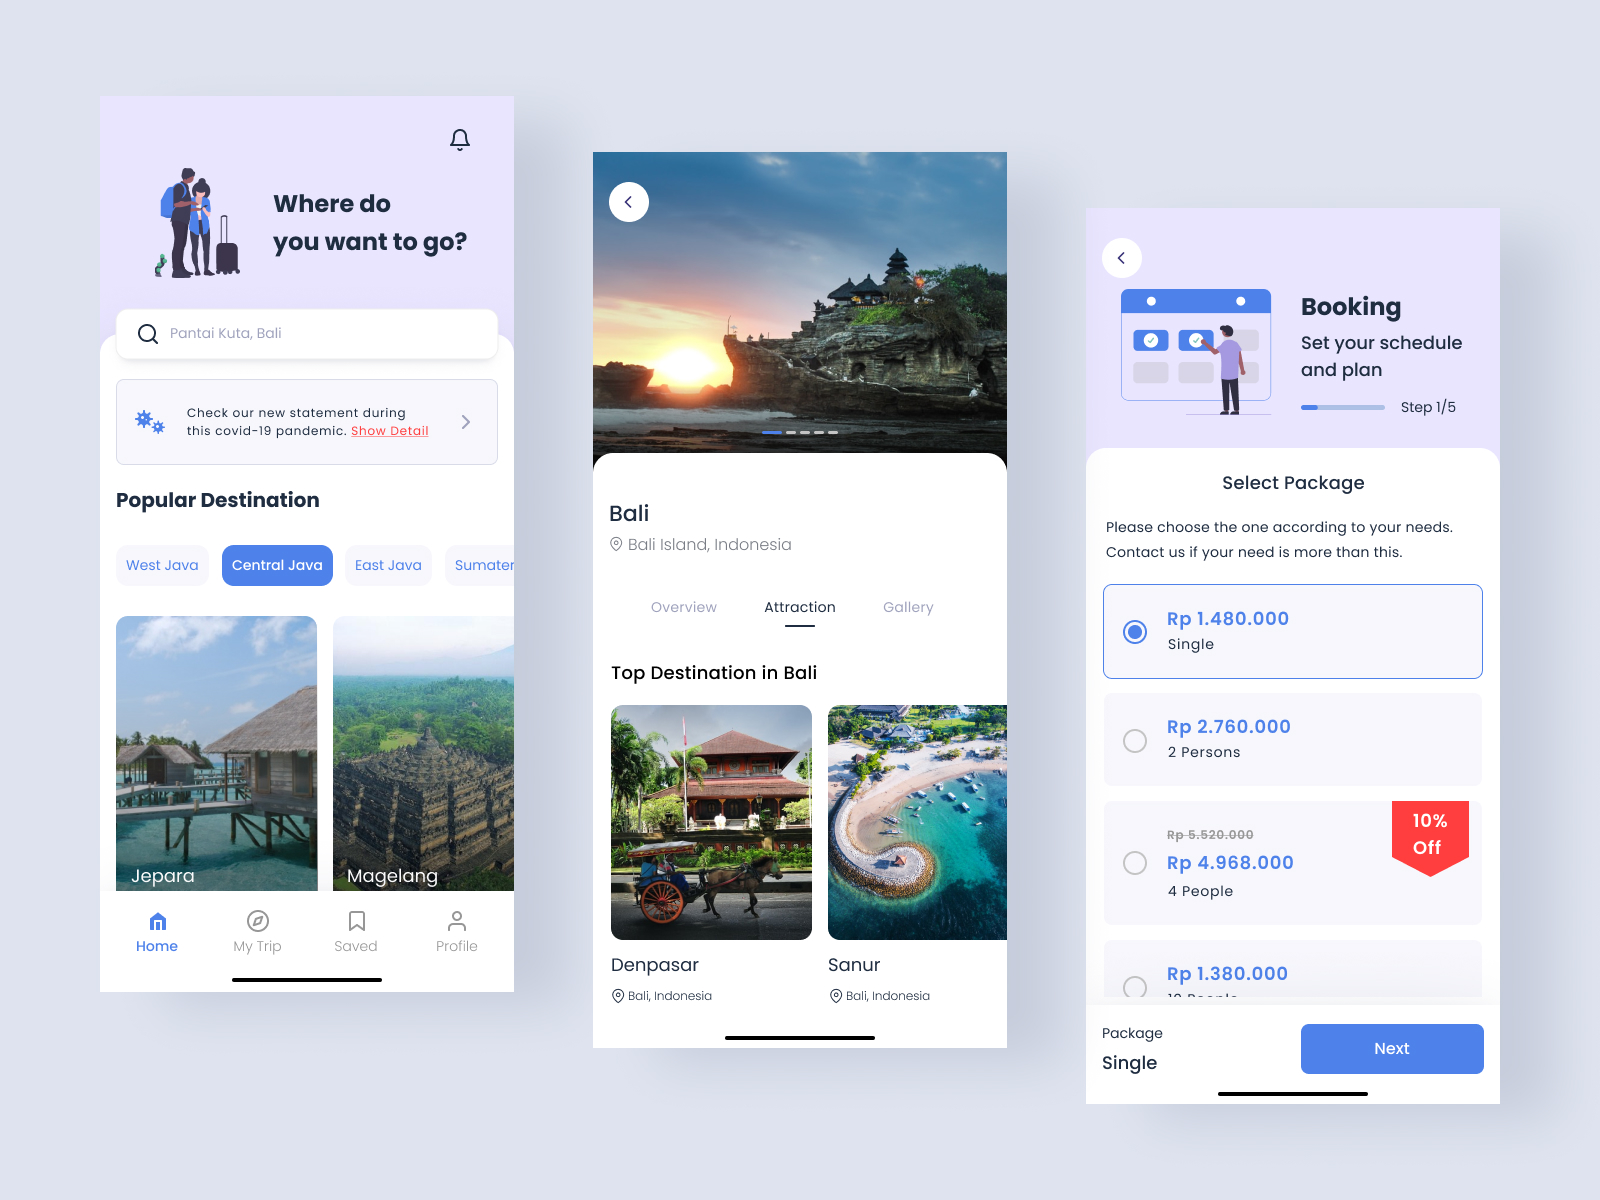 Where do
you want to go?
Pantai Kuta, Bali
Check our new statement during
this covid-19 pandemic. Show Detail
Popular Destination
West Java
Central Java
East Java
Sumater
Jepara
Magelang
Home
My Trip
Saved
Profile
Bali
Bali Island, Indonesia
Overview
Attraction
Gallery
Top Destination in Bali
Denpasar
Bali, Indonesia
Sanur
Bali, Indonesia
Booking
Set your schedule
and plan
Step 1/5
Select Package
Please choose the one according to your needs.
Contact us if your need is more than this.
Rp 1.480.000
Single
Rp 2.760.000
2 Persons
10%
Off
Rp 5.520.000
Rp 4.968.000
4 People
Rp 1.380.000
Package
Single
Next